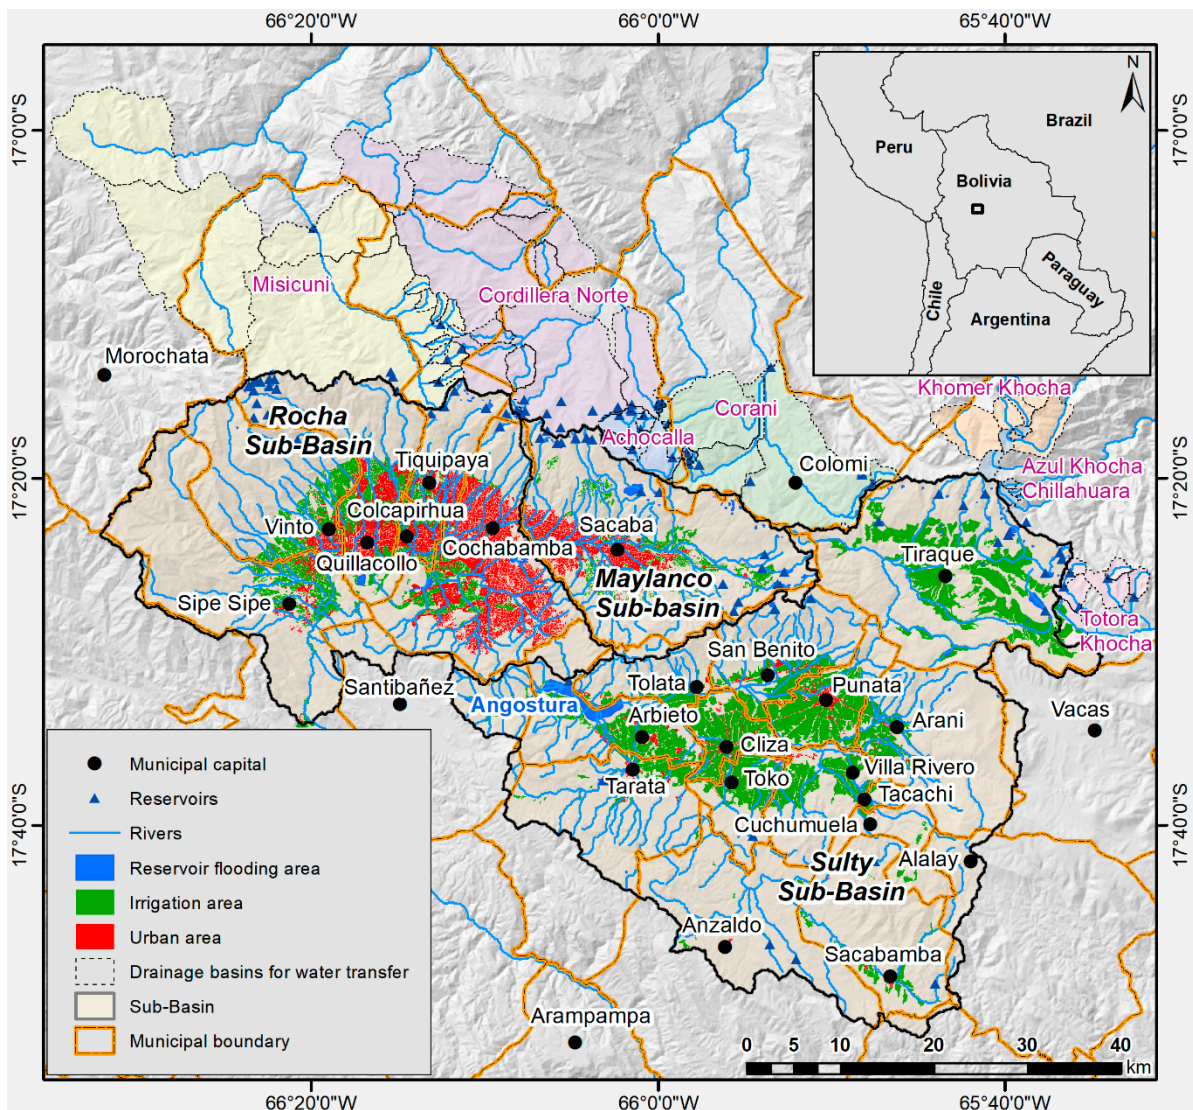 66°20'0"W
66°0'0"W
65°40'0"W
17°0'0"S
17°0'0"S
N
Brazil
Peru
Bolivia
Paraguay
Chile
Argentina
Misicuni
Cordillera Norte
Morochata
Khomer Khocha
Corani
Rocha
Sub-Basin
Achocalla
17°20'0"S
17°20'0"S
Tiquipaya
Colomi
Azul Khocha
Chillahuara
Colcapirhua
Vinto
Sacaba
Cochabamba
Quillacollo
Tiraque
Maylanco
Sub-basin
Sipe Sipe
Totora
Khocha
San Benito
Santibañez
Tolata
Punata
Angostura
Arbieto
Arani
Vacas
Cliza
Villa Rivero
Tarata
Toko
Tacachi
Cuchumuela
17°40'0"S
17°40'0"S
Sulty
Sub-Basin
Alalay
Anzaldo
Sacabamba
Arampampa
Municipal capital
Reservoirs
Rivers
Reservoir flooding area
Irrigation area
Urban area
Drainage basins for water transfer
Sub-Basin
Municipal boundary
0 5 10 20 30 40
km
66°20'0"W
66°0'0"W
65°40'0"W